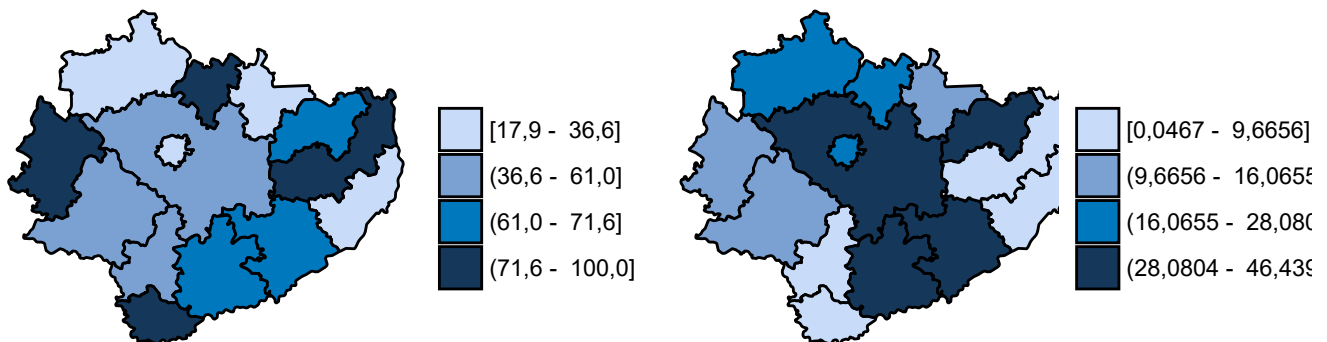 [17,9 - 36,6]
(36,6 - 61,0]
(61,0 - 71,6]
(71,6 - 100,0]
[0,0467 - 9,6656]
(9,6656 - 16,0655
(16,0655 - 28,080
(28,0804 - 46,439